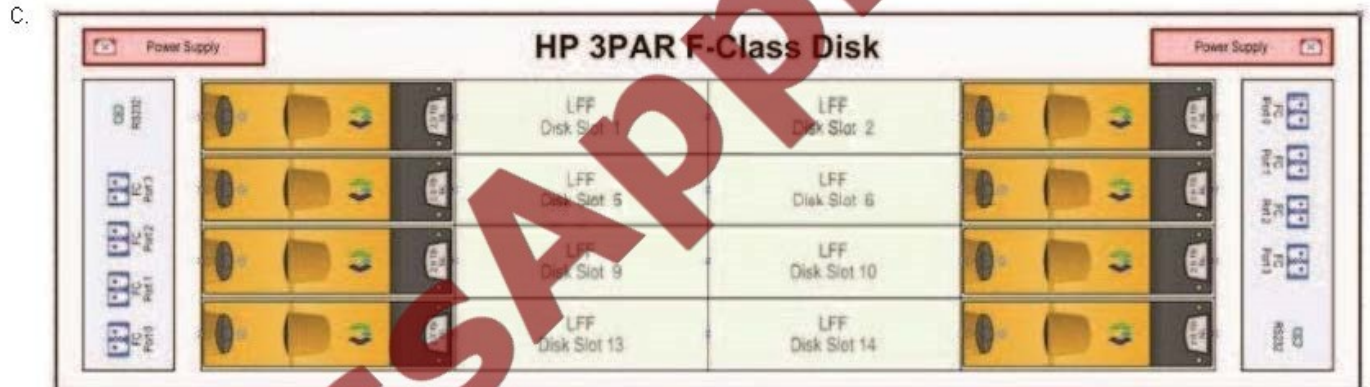 C.
Power Supply
HP 3PAR F-Class Disk
Power Supply
RS232
FC Port 3
FC Port 2
FC Port 1
FC Port 0
LFF
Disk Slot 1
LFF
Disk Slot 2
LFF
Disk Slot 5
LFF
Disk Slot 6
LFF
Disk Slot 9
LFF
Disk Slot 10
LFF
Disk Slot 13
LFF
Disk Slot 14
FC Port 0
FC Port 1
FC Port 2
FC Port 3
RS232